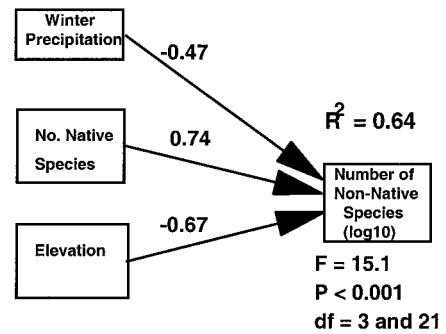 Winter
Precipitation
-0.47
R² = 0.64
No. Native
Species
0.74
Number of
Non-Native
Species
(log10)
Elevation
-0.67
F = 15.1
P < 0.001
df = 3 and 21